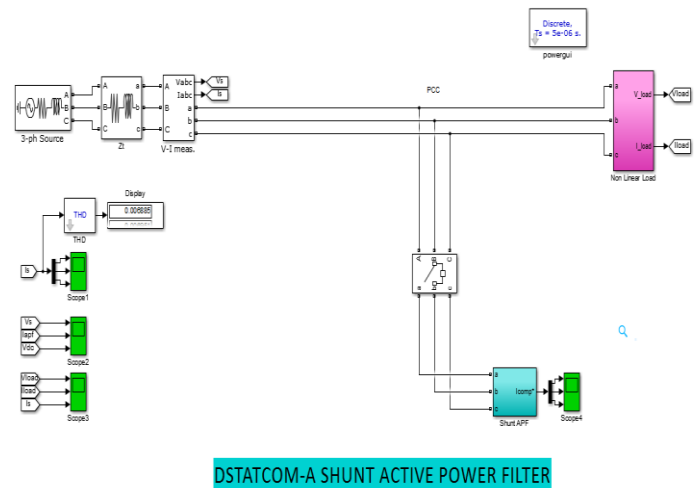 Discrete,
Ts = 5e-06 s.
powergui
A
B
C
3-ph Source
A
B
C
a
b
c
Zt
A
B
C
Vabc
Iabc
a
b
c
V-I meas.
Vs
Is
PCC
a
b
c
V_load
I_load
Vload
Iload
Non Linear Load
THD
THD
Display
0.006885
Is
Scope1
Vs
Iapf
Vdc
Scope2
Vload
Iload
Is
Scope3
A
B
C
a
b
c
a
b
c
Icomp*
Shunt APF
Scope4
DSTATCOM-A SHUNT ACTIVE POWER FILTER